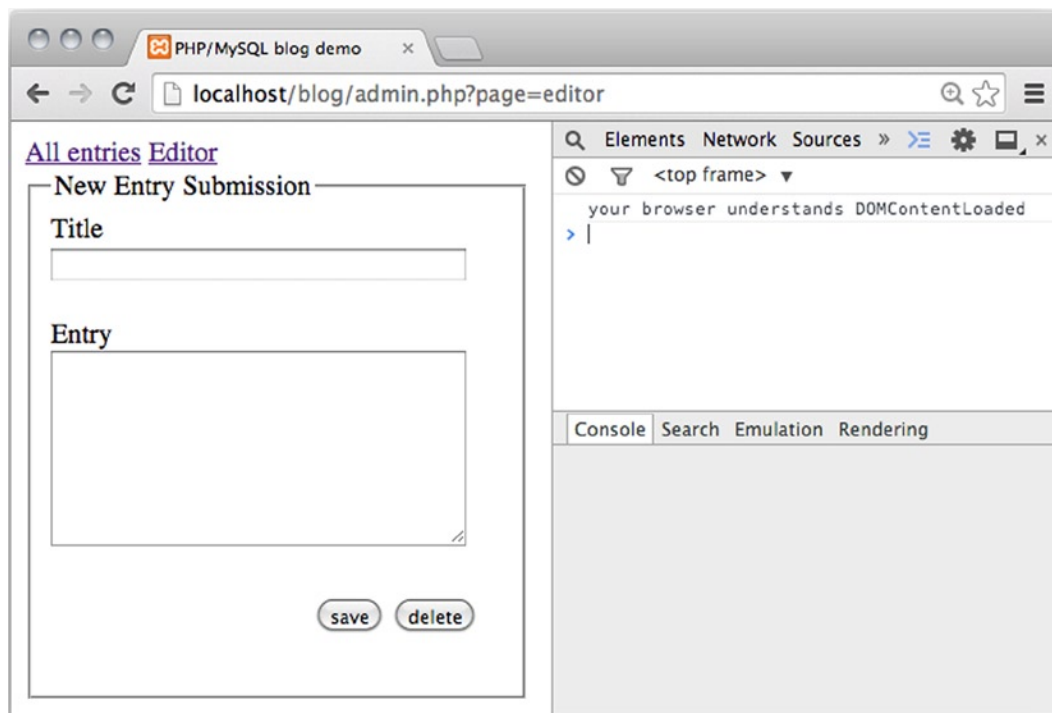 PHP/MySQL blog demo
localhost/blog/admin.php?page=editor
All entries Editor
New Entry Submission
Title
Entry
save delete
Elements Network Sources »
<top frame> ▼
your browser understands DOMContentLoaded
>
Console Search Emulation Rendering